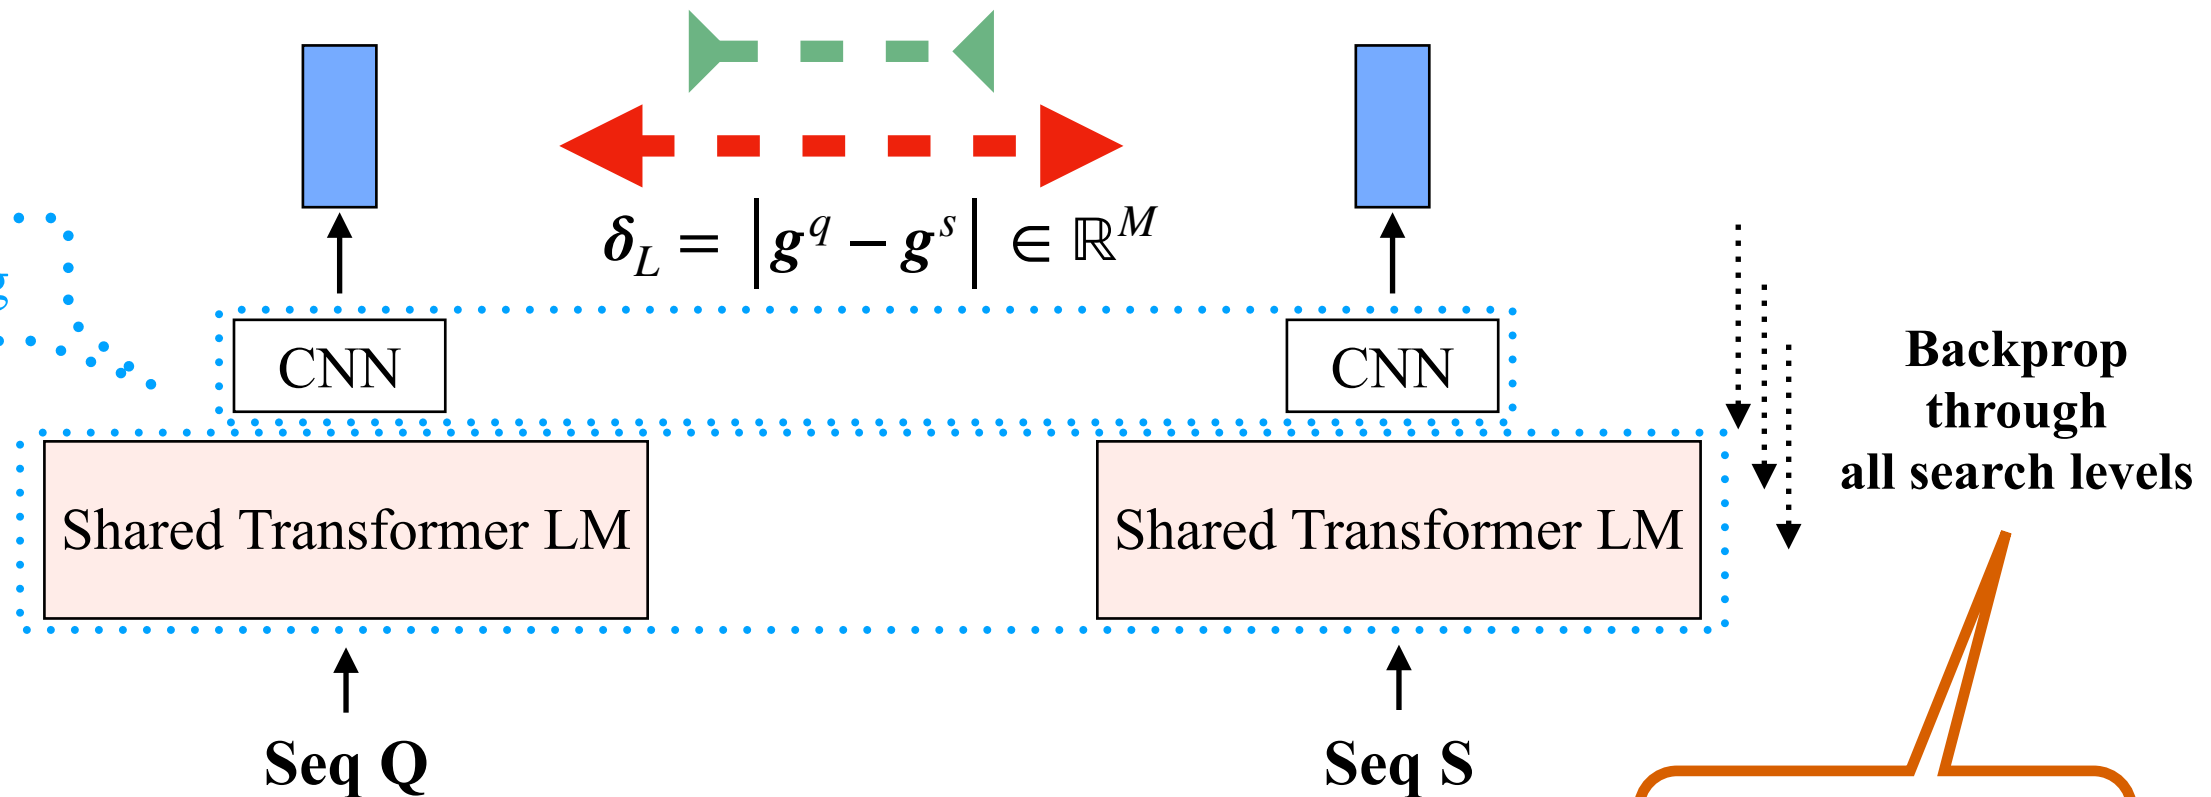 δ_L = |g^q − g^s| ∈ ℝ^M
g
CNN CNN
Backprop
through
all search levels
Shared Transformer LM Shared Transformer LM
Seq Q Seq S